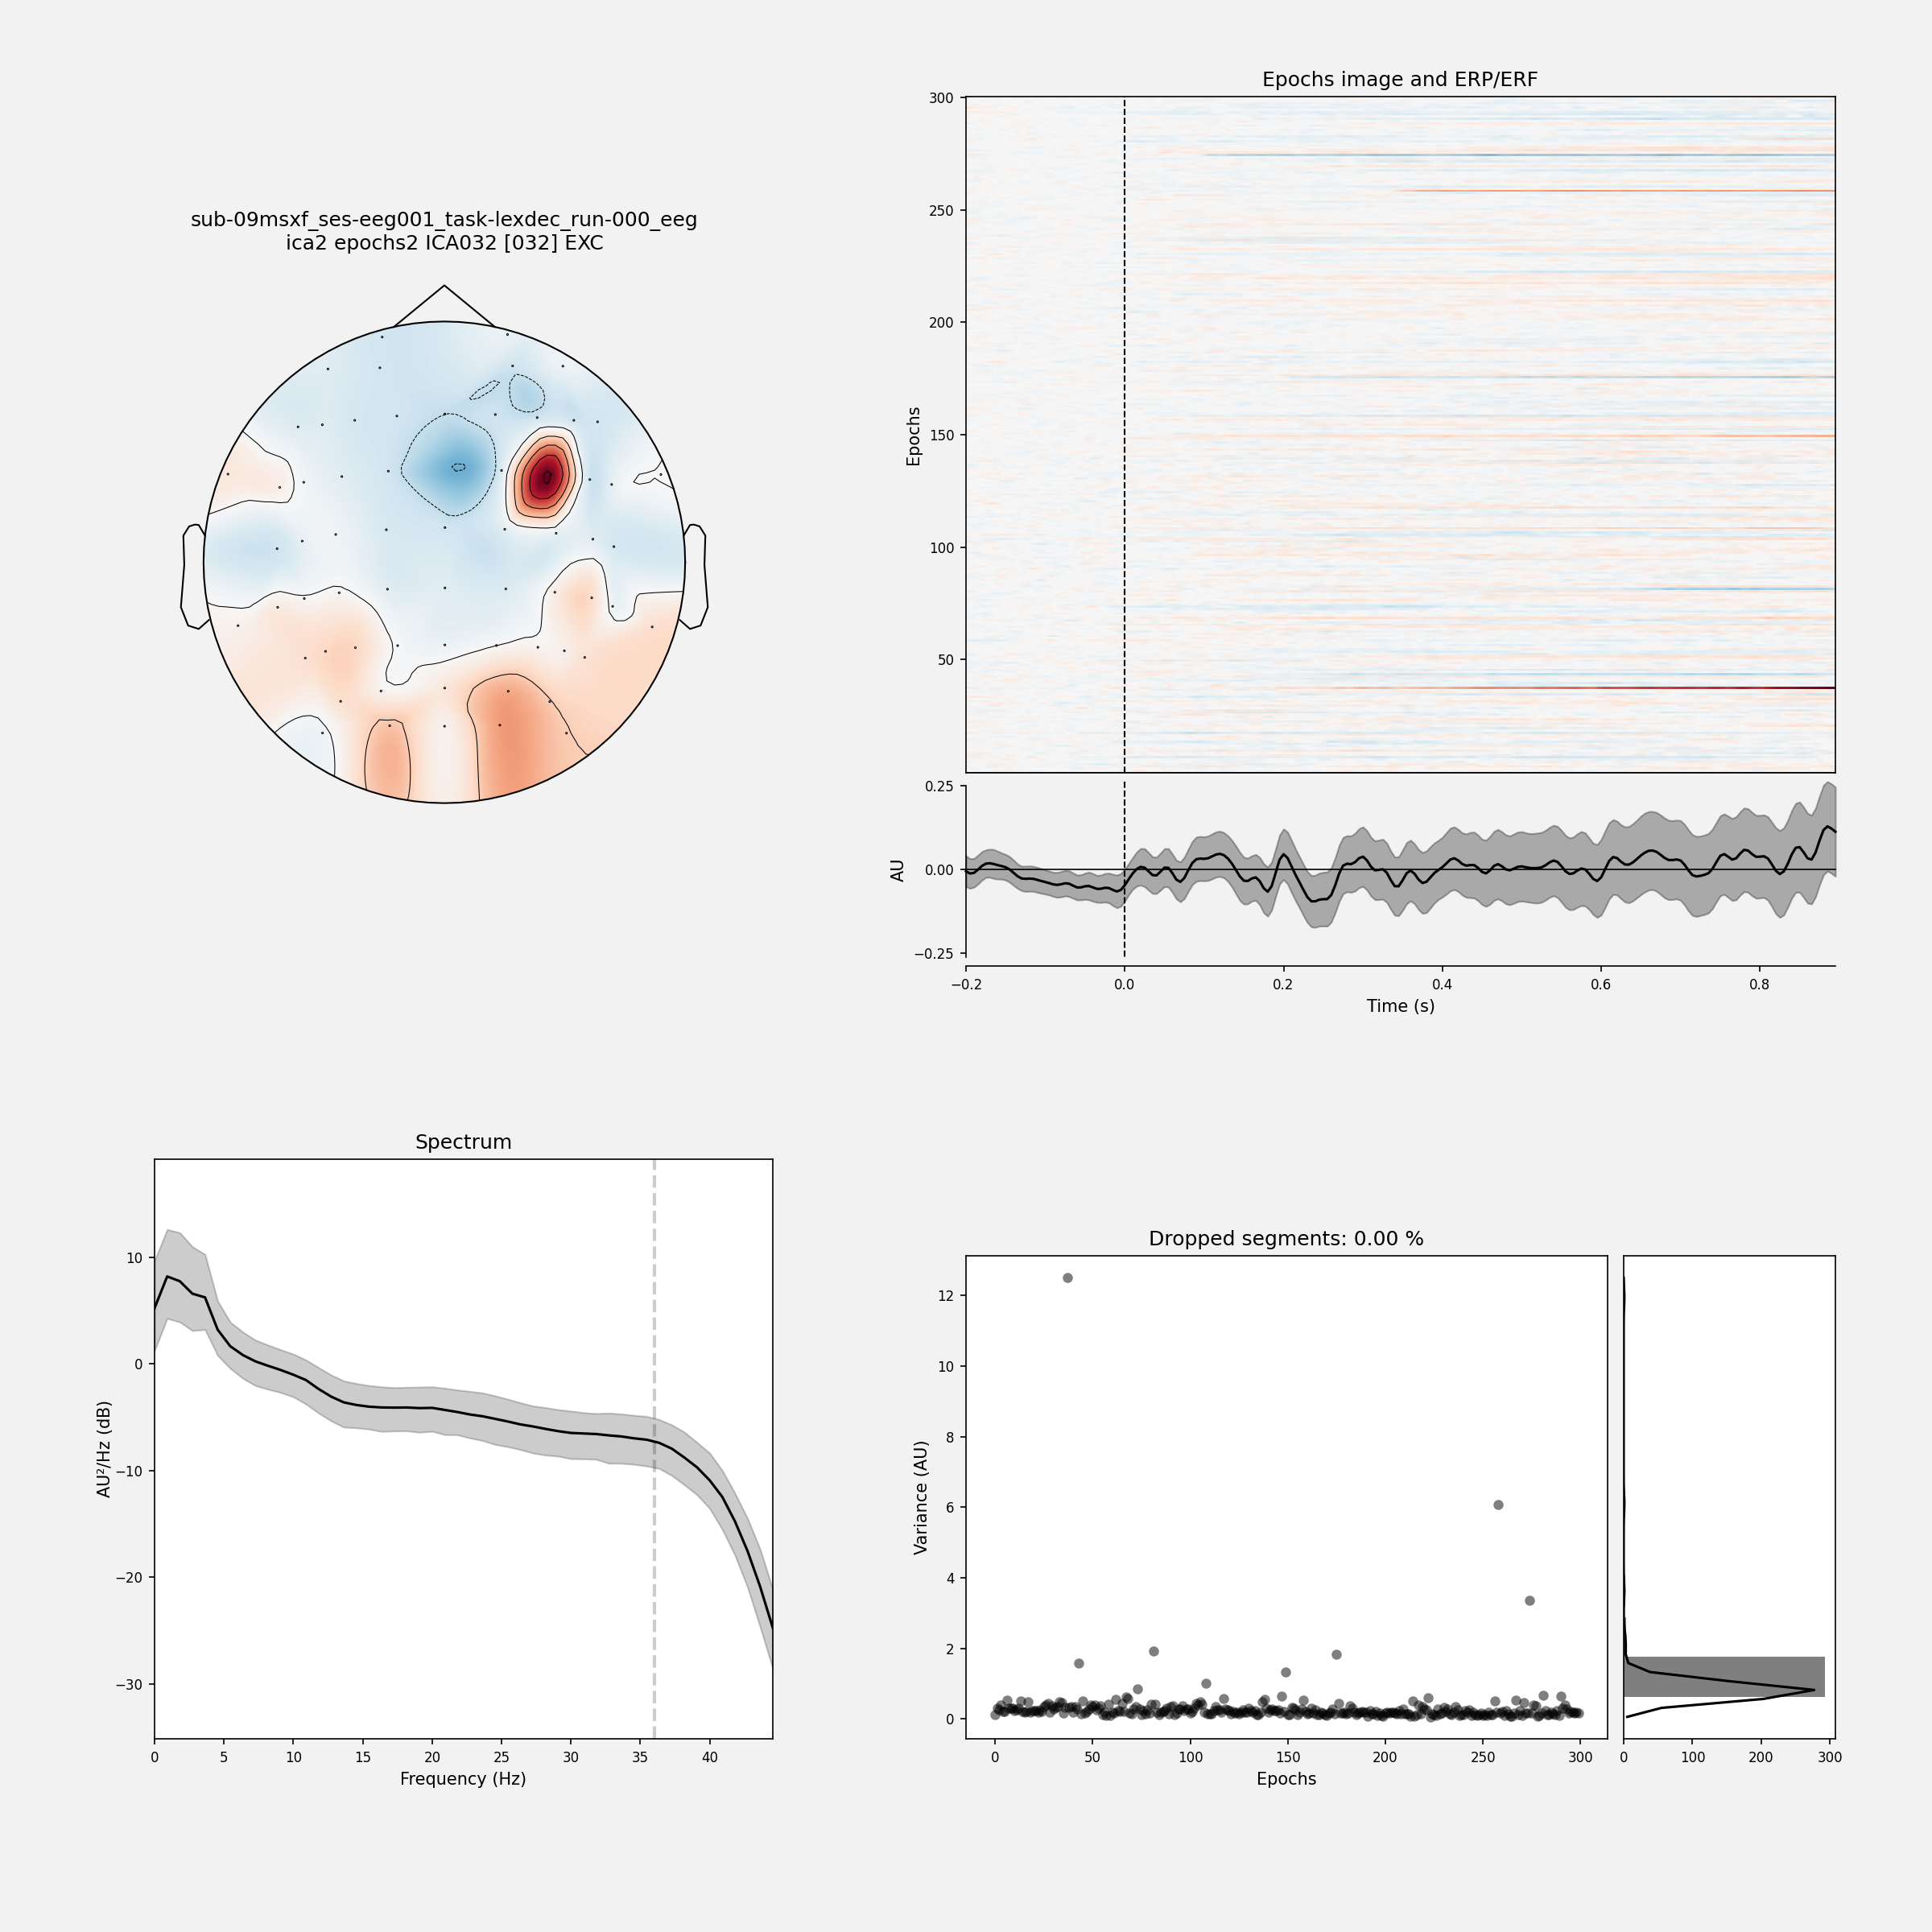 sub-09msxf_ses-eeg001_task-lexdec_run-000_eeg
ica2 epochs2 ICA032 [032] EXC
Epochs image and ERP/ERF
300
250
200
150
100
50
Epochs
0.25
0.00
−0.25
AU
−0.2 0.0 0.2 0.4 0.6 0.8
Time (s)
Spectrum
10
0
−10
−20
−30
AU²/Hz (dB)
0 5 10 15 20 25 30 35 40
Frequency (Hz)
Dropped segments: 0.00 %
12
10
8
6
4
2
0
Variance (AU)
0 50 100 150 200 250 300
Epochs
0 100 200 300